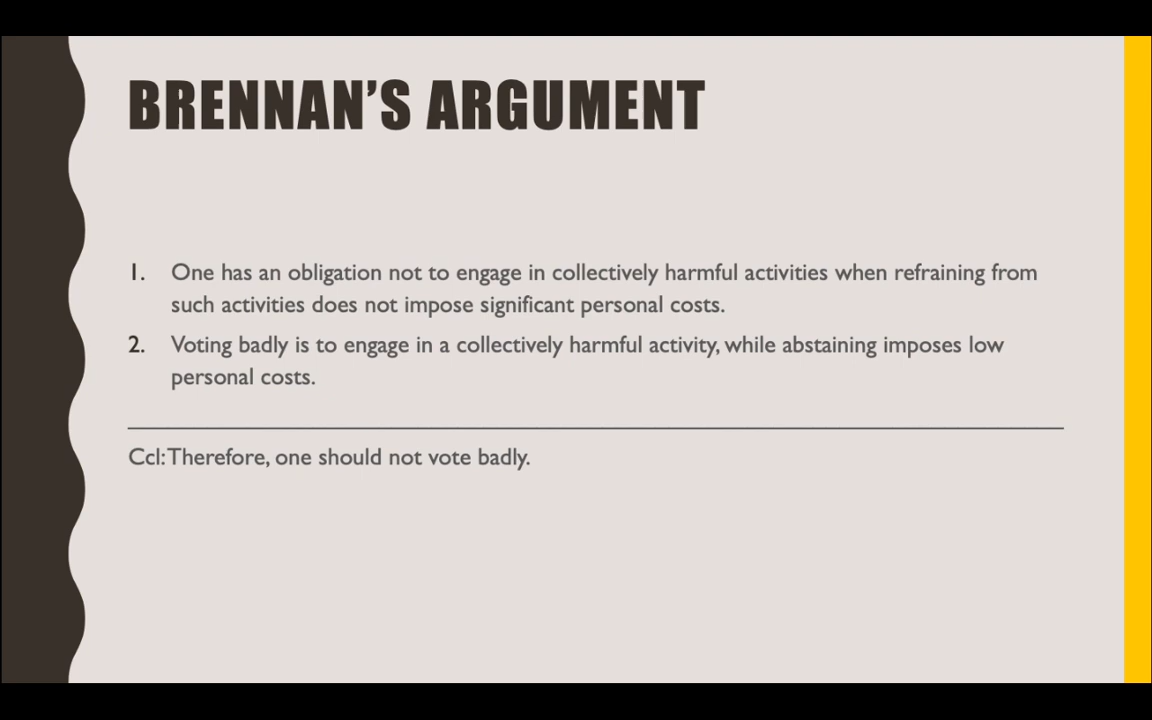 BRENNAN'S ARGUMENT
1. One has an obligation not to engage in collectively harmful activities when refraining from
such activities does not impose significant personal costs.
2. Voting badly is to engage in a collectively harmful activity, while abstaining imposes low
personal costs.
Ccl: Therefore, one should not vote badly.